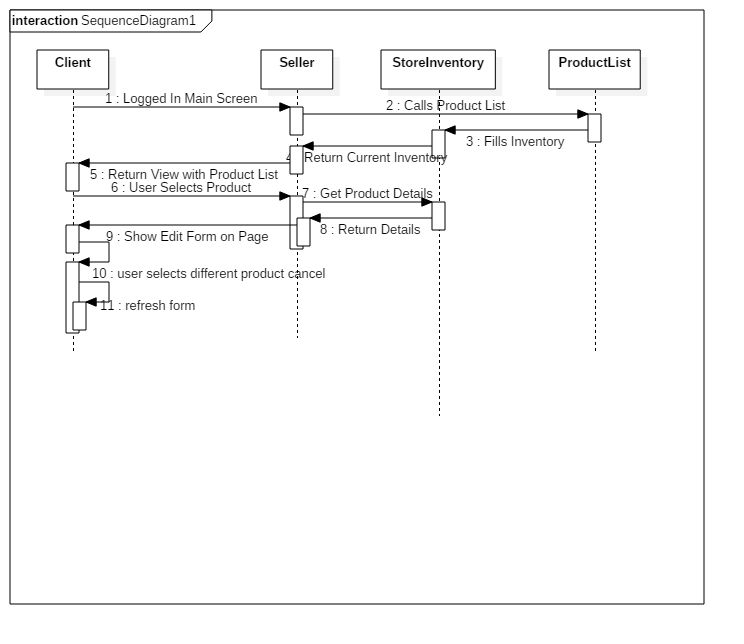 interaction SequenceDiagram1
Client
Seller
StoreInventory
ProductList
1 : Logged In Main Screen
2 : Calls Product List
3 : Fills Inventory
4 : Return Current Inventory
5 : Return View with Product List
6 : User Selects Product
7 : Get Product Details
8 : Return Details
9 : Show Edit Form on Page
10 : user selects different product cancel
11 : refresh form